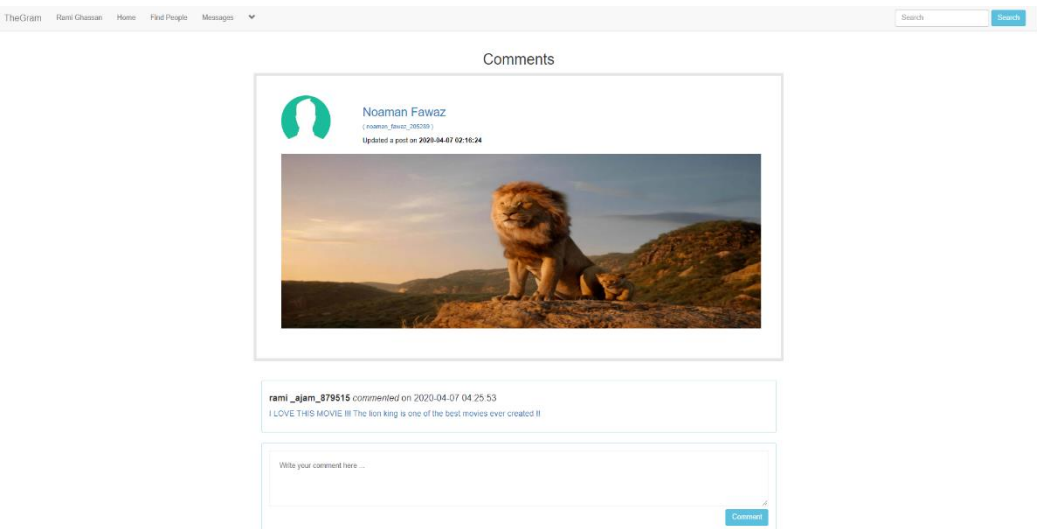 TheGram Rami Ghassan Home Find People Messages Search Search
Comments
Noaman Fawaz
Updated a post on 2020-04-07 02:16:24
rami _ajam_879515 commented on 2020-04-07 04:25:53
I LOVE THIS MOVIE !!! The lion king is one of the best movies ever created !!
Write your comment here ...
Comment